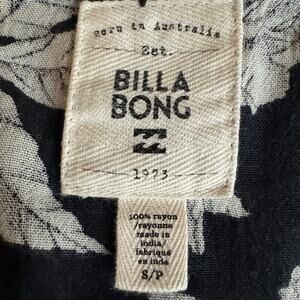 Born in Australia
Est.
BILLA
BONG
1973
100% rayon
/rayonne
made in
india/
fabriqué
en inde
S/P